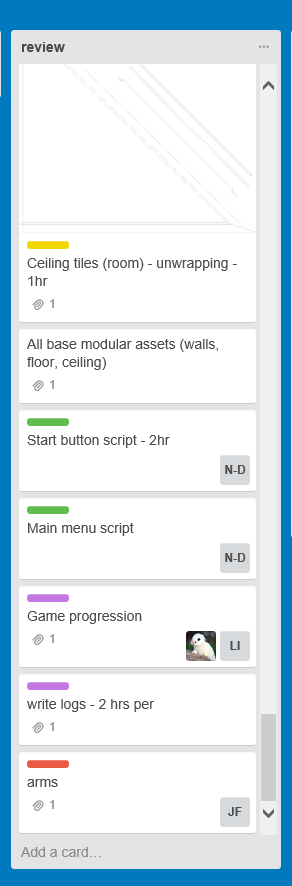 review
Ceiling tiles (room) - unwrapping -
1hr
1
All base modular assets (walls,
floor, ceiling)
1
Start button script - 2hr
N-D
Main menu script
N-D
Game progression
1
LI
write logs - 2 hrs per
1
arms
1
JF
Add a card…